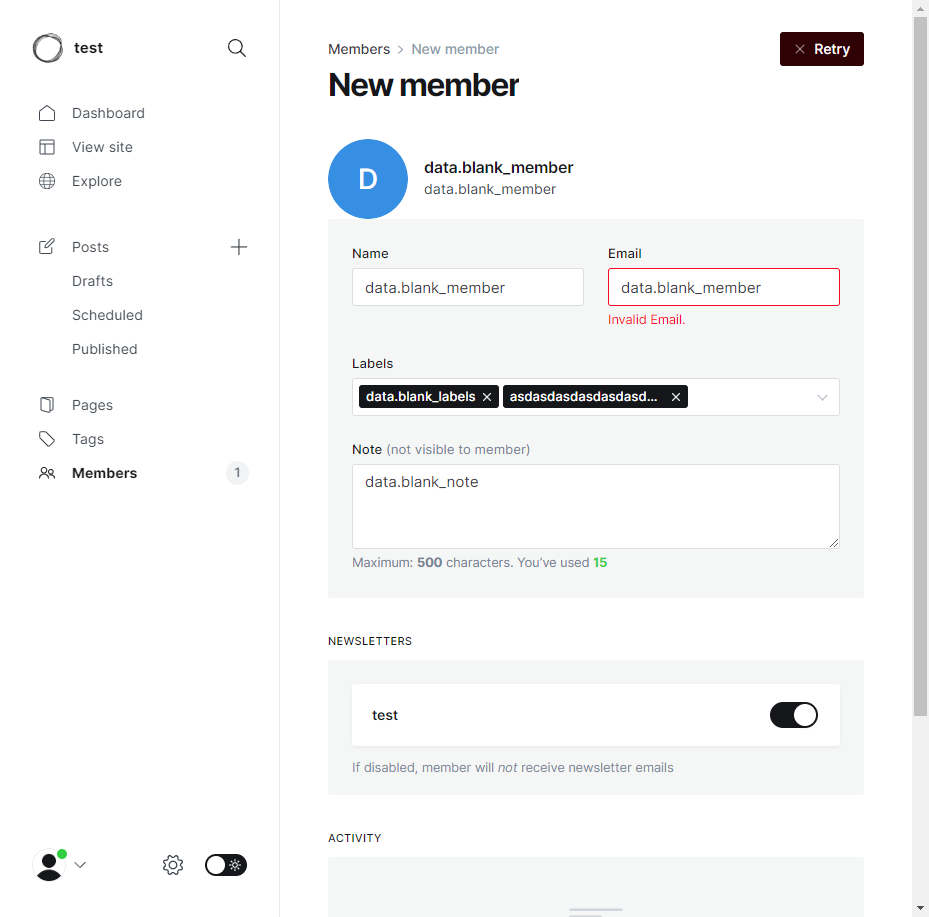 test
Dashboard
View site
Explore
Posts
Drafts
Scheduled
Published
Pages
Tags
Members 1
Members > New member
Retry
New member
D
data.blank_member
data.blank_member
Name
data.blank_member
Email
data.blank_member
Invalid Email.
Labels
data.blank_labels × asdasdasdasdasdasd... ×
Note (not visible to member)
data.blank_note
Maximum: 500 characters. You've used 15
NEWSLETTERS
test
If disabled, member will not receive newsletter emails
ACTIVITY